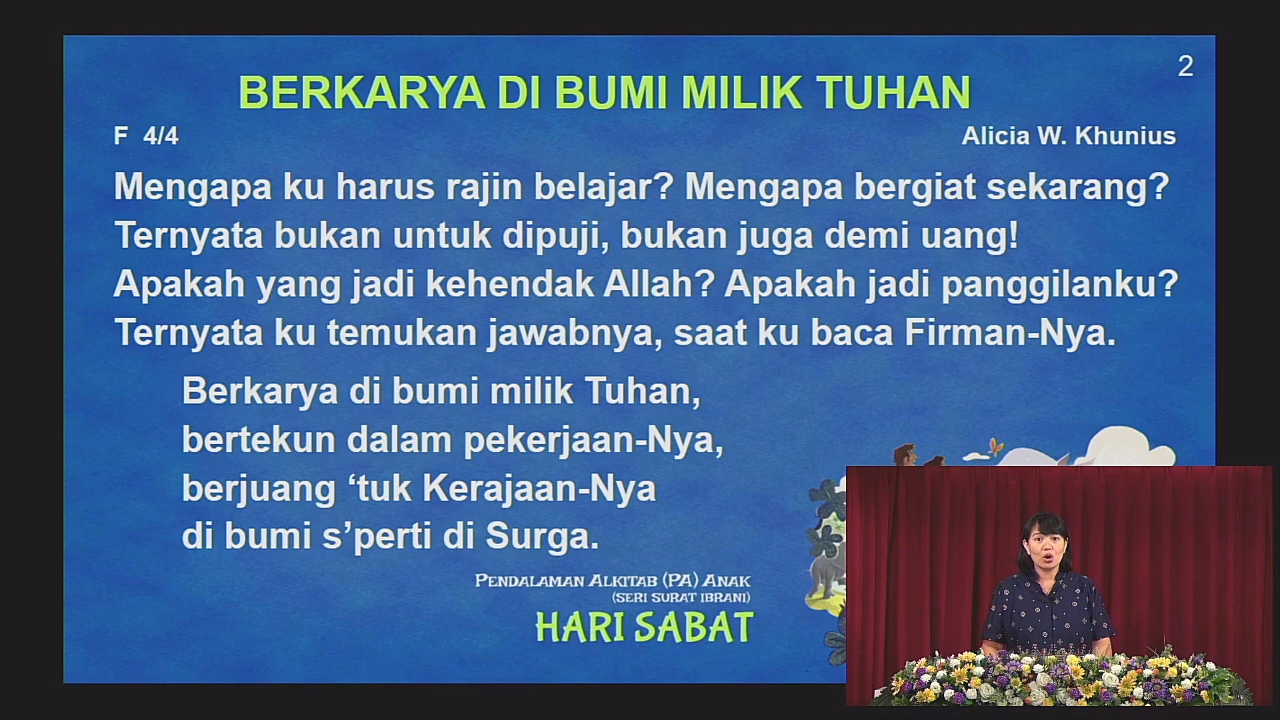 2
BERKARYA DI BUMI MILIK TUHAN
F 4/4
Alicia W. Khunius
Mengapa ku harus rajin belajar? Mengapa bergiat sekarang?
Ternyata bukan untuk dipuji, bukan juga demi uang!
Apakah yang jadi kehendak Allah? Apakah jadi panggilanku?
Ternyata ku temukan jawabnya, saat ku baca Firman-Nya.
Berkarya di bumi milik Tuhan,
bertekun dalam pekerjaan-Nya,
berjuang ‘tuk Kerajaan-Nya
di bumi s’perti di Surga.
PENDALAMAN ALKITAB (PA) ANAK
(SERI SURAT IBRANI)
HARI SABAT